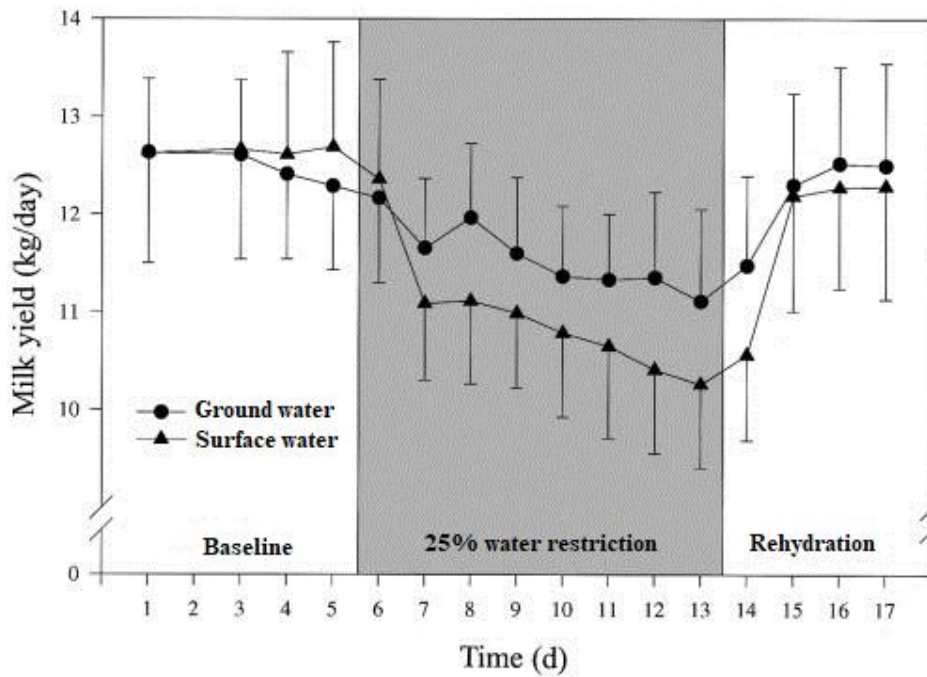 14
13
12
11
10
0
Milk yield (kg/day)
Ground water
Surface water
Baseline
25% water restriction
Rehydration
1 2 3 4 5 6 7 8 9 10 11 12 13 14 15 16 17
Time (d)